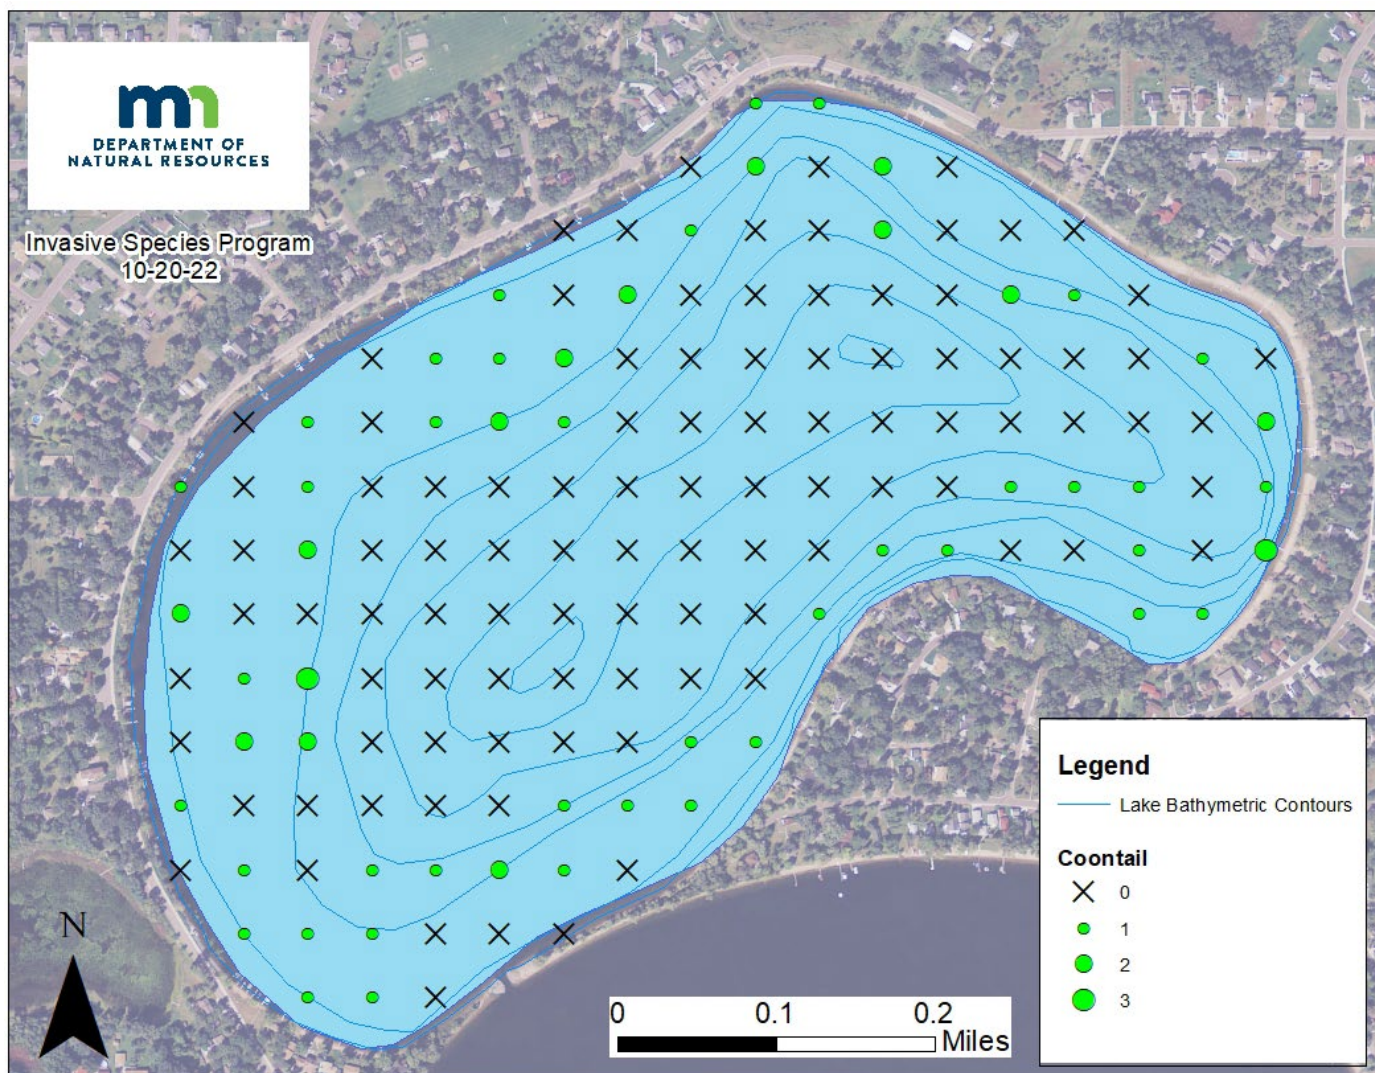 DEPARTMENT OF
NATURAL RESOURCES
Invasive Species Program
10-20-22
Legend
Lake Bathymetric Contours
Coontail
0
1
2
3
N
0 0.1 0.2
Miles